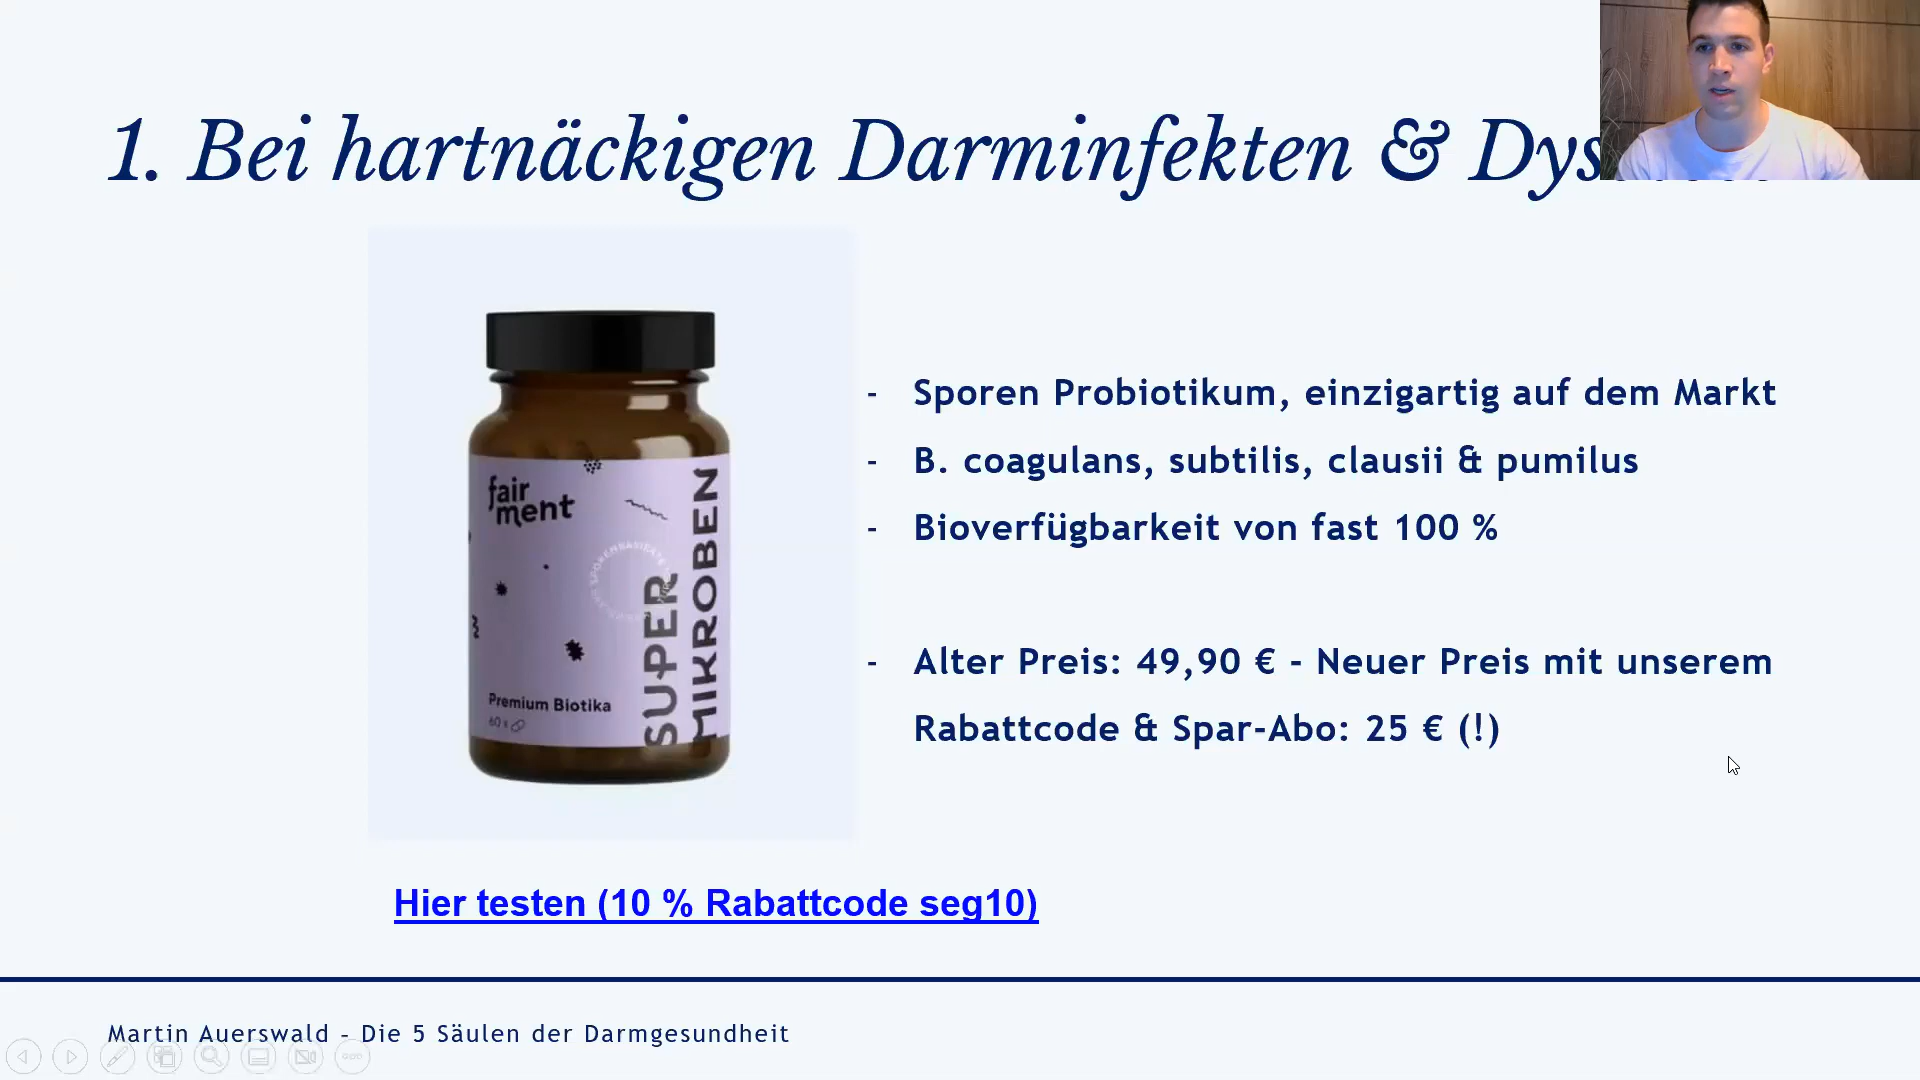 1. Bei hartnäckigen Darminfekten &
fair
ment
SUPER
MIKROBEN
Premium Biotika
60 x
- Sporen Probiotikum, einzigartig auf dem Markt
- B. coagulans, subtilis, clausii & pumilus
- Bioverfügbarkeit von fast 100 %
- Alter Preis: 49,90 € - Neuer Preis mit unserem
Rabattcode & Spar-Abo: 25 € (!)
Hier testen (10 % Rabattcode seg10)
Martin Auerswald – Die 5 Säulen der Darmgesundheit